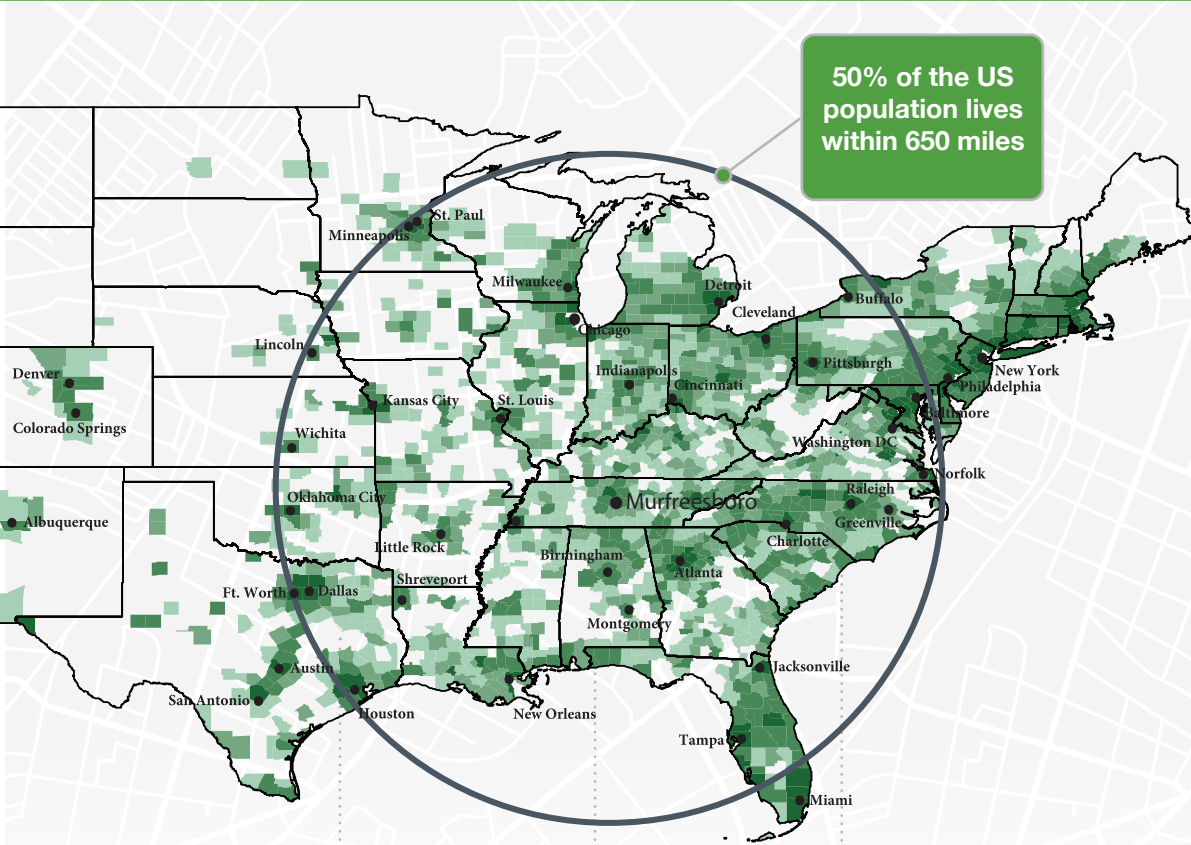 50% of the US
population lives
within 650 miles
St. Paul
Minneapolis
Milwaukee
Detroit
Buffalo
Cleveland
Chicago
Lincoln
Denver
Indianapolis
Pittsburgh
New York
Cincinnati
Philadelphia
Kansas City
St. Louis
Baltimore
Colorado Springs
Wichita
Washington DC
Norfolk
Oklahoma City
Raleigh
Murfreesboro
Albuquerque
Greenville
Little Rock
Charlotte
Birmingham
Atlanta
Shreveport
Ft. Worth
Dallas
Montgomery
Austin
Jacksonville
San Antonio
Houston
New Orleans
Tampa
Miami